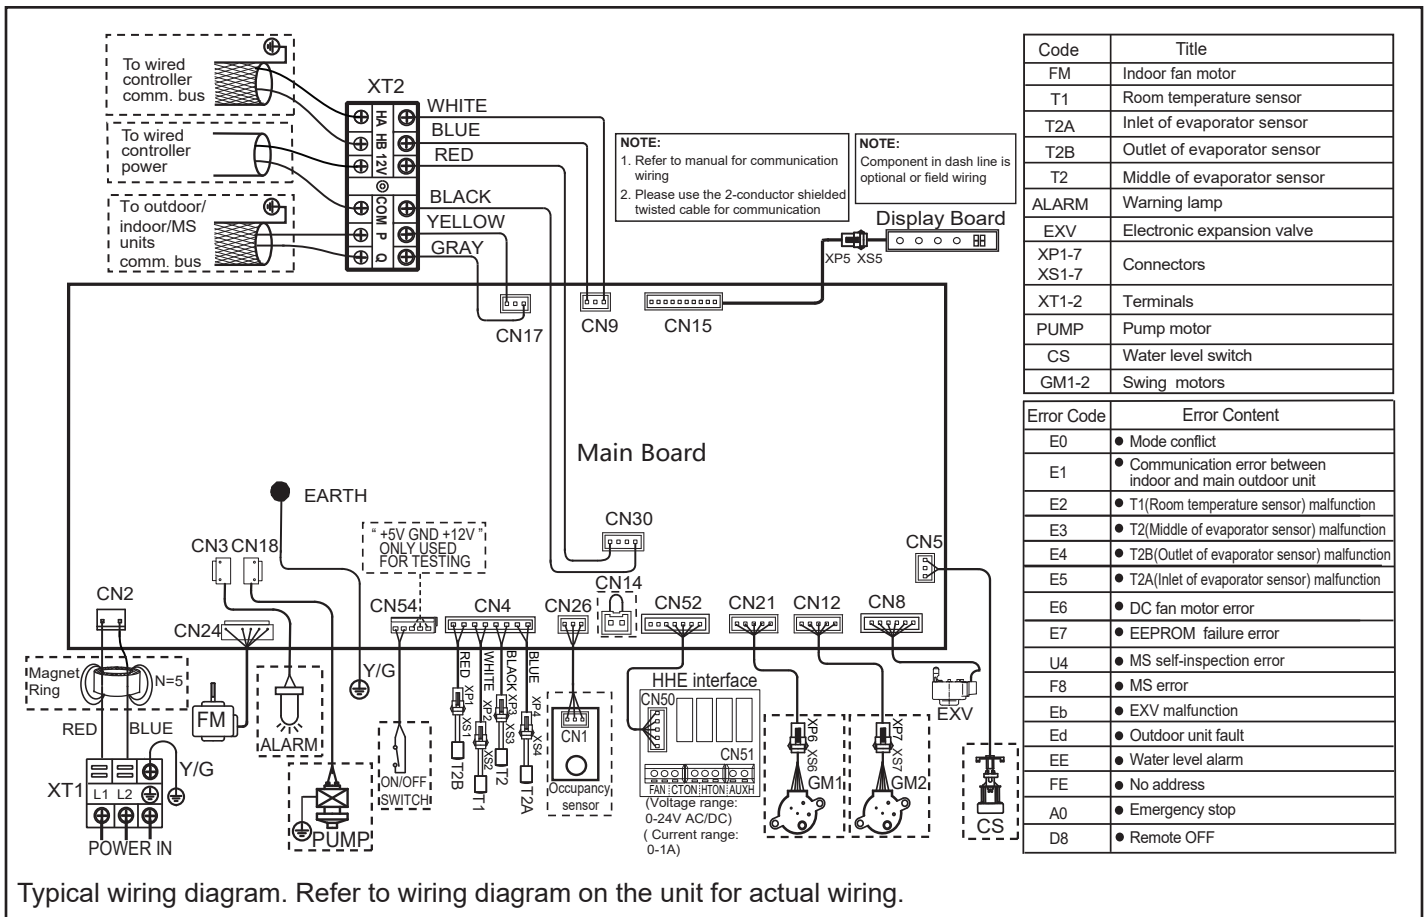 To wired
controller
comm. bus
To wired
controller
power
To outdoor/
indoor/MS
units
comm. bus
XT2
HA
HB
12V
COM
P
Q
WHITE
BLUE
RED
BLACK
YELLOW
GRAY
NOTE:
1. Refer to manual for communication
wiring
2. Please use the 2-conductor shielded
twisted cable for communication
NOTE:
Component in dash line is
optional or field wiring
Display Board
XP5 XS5
CN17
CN9
CN15
Main Board
EARTH
CN3 CN18
" +5V GND +12V "
ONLY USED
FOR TESTING
CN30
CN5
CN14
CN2
CN24
CN54
CN4
CN26
CN52
CN21
CN12
CN8
Magnet
Ring
N=5
RED
BLUE
Y/G
XT1
L1 L2
POWER IN
FM
ALARM
PUMP
Y/G
ON/OFF
SWITCH
RED
XP1
XS1
T2B
WHITE
XP2
XS2
T1
BLACK
XP3
XS3
T2
BLUE
XP4
XS4
T2A
CN1
Occupancy
sensor
HHE interface
CN50
CN51
FAN CTON HTON AUXH
(Voltage range:
0-24V AC/DC)
( Current range:
0-1A)
XP6
XS6
GM1
XP7
XS7
GM2
EXV
CS
Code Title
FM Indoor fan motor
T1 Room temperature sensor
T2A Inlet of evaporator sensor
T2B Outlet of evaporator sensor
T2 Middle of evaporator sensor
ALARM Warning lamp
EXV Electronic expansion valve
XP1-7
XS1-7
Connectors
XT1-2 Terminals
PUMP Pump motor
CS Water level switch
GM1-2 Swing motors
Error Code Error Content
E0 ● Mode conflict
E1 ● Communication error between
indoor and main outdoor unit
E2 ● T1(Room temperature sensor) malfunction
E3 ● T2(Middle of evaporator sensor) malfunction
E4 ● T2B(Outlet of evaporator sensor) malfunction
E5 ● T2A(Inlet of evaporator sensor) malfunction
E6 ● DC fan motor error
E7 ● EEPROM failure error
U4 ● MS self-inspection error
F8 ● MS error
Eb ● EXV malfunction
Ed ● Outdoor unit fault
EE ● Water level alarm
FE ● No address
A0 ● Emergency stop
D8 ● Remote OFF
Typical wiring diagram. Refer to wiring diagram on the unit for actual wiring.